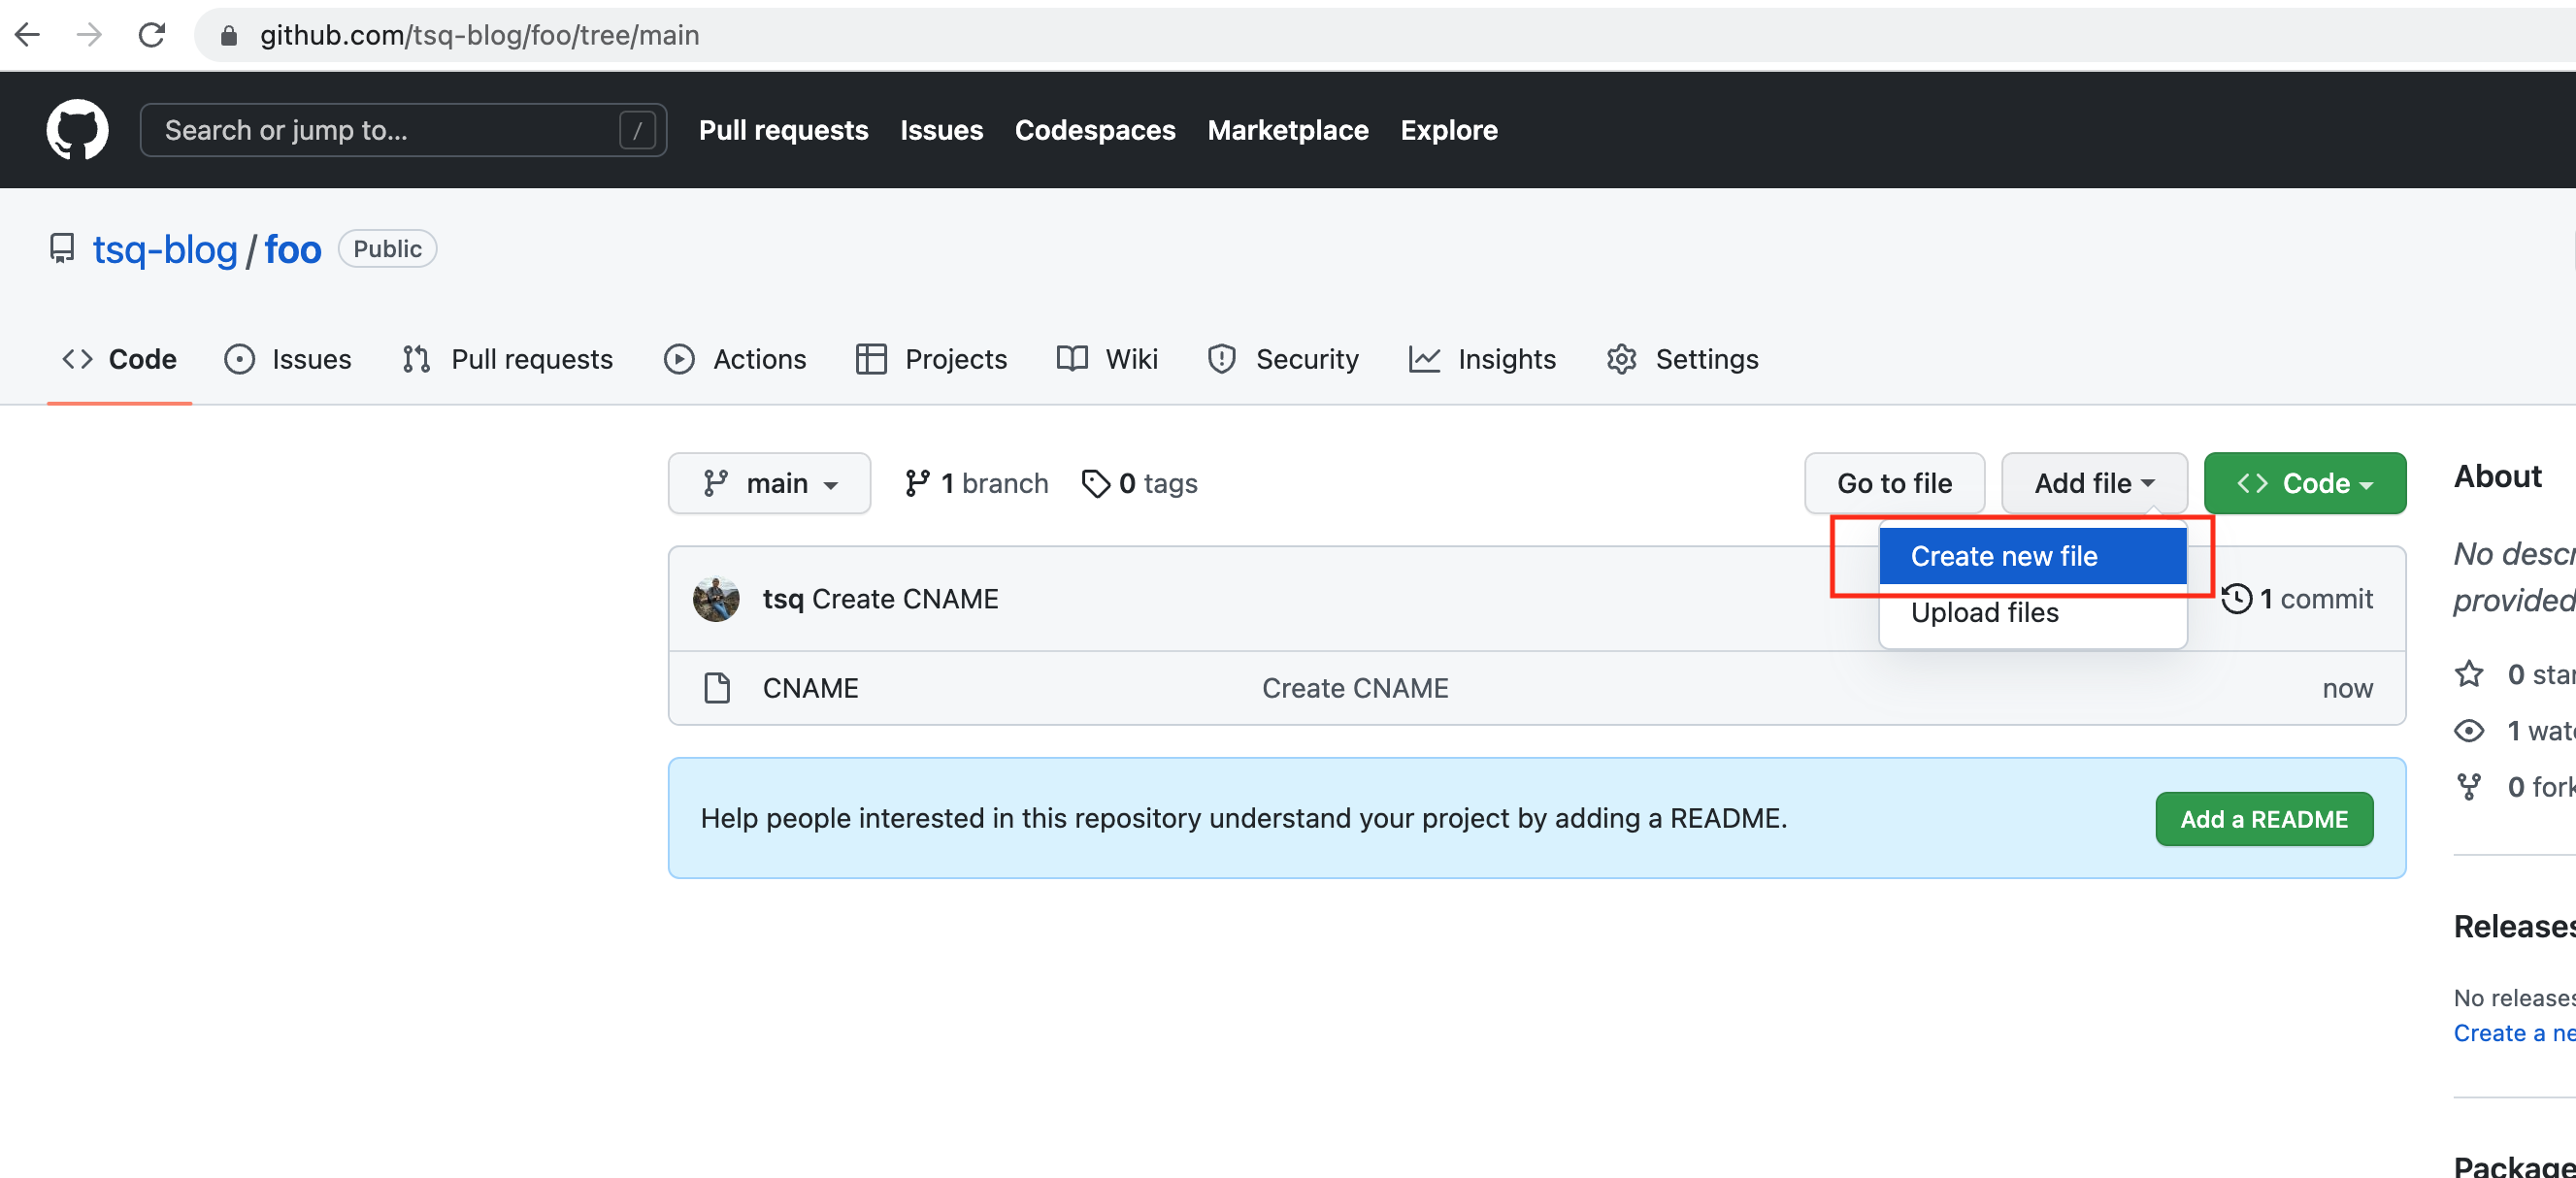 github.com/tsq-blog/foo/tree/main
Search or jump to... /
Pull requests Issues Codespaces Marketplace Explore
tsq-blog / foo Public
Code Issues Pull requests Actions Projects Wiki Security Insights Settings
main 1 branch 0 tags Go to file Add file Code
Create new file
Upload files
tsq Create CNAME 1 commit
CNAME Create CNAME now
Help people interested in this repository understand your project by adding a README. Add a README
About
No descr
provided
0 star
1 watc
0 fork
Releases
No releases
Create a ne
Package